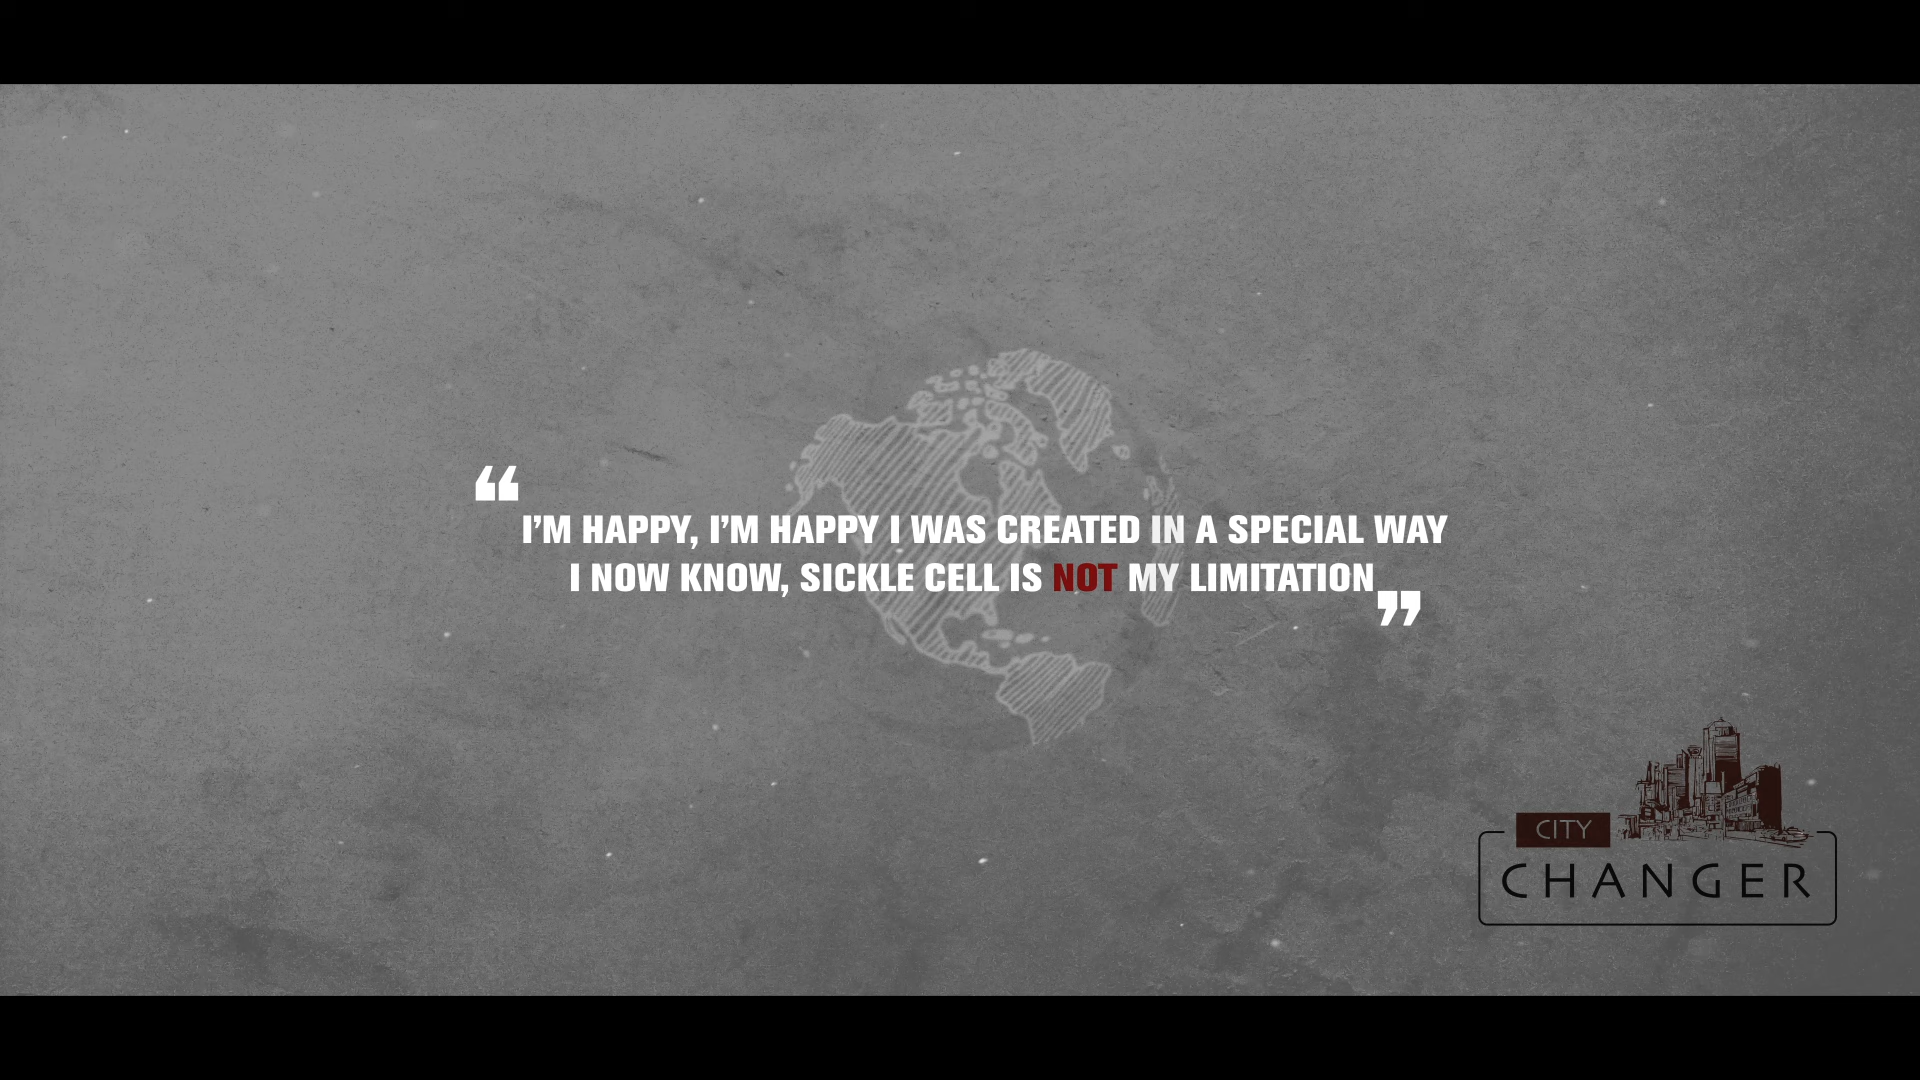 “
I’M HAPPY, I’M HAPPY I WAS CREATED IN A SPECIAL WAY
I NOW KNOW, SICKLE CELL IS NOT MY LIMITATION
”
CITY
CHANGER